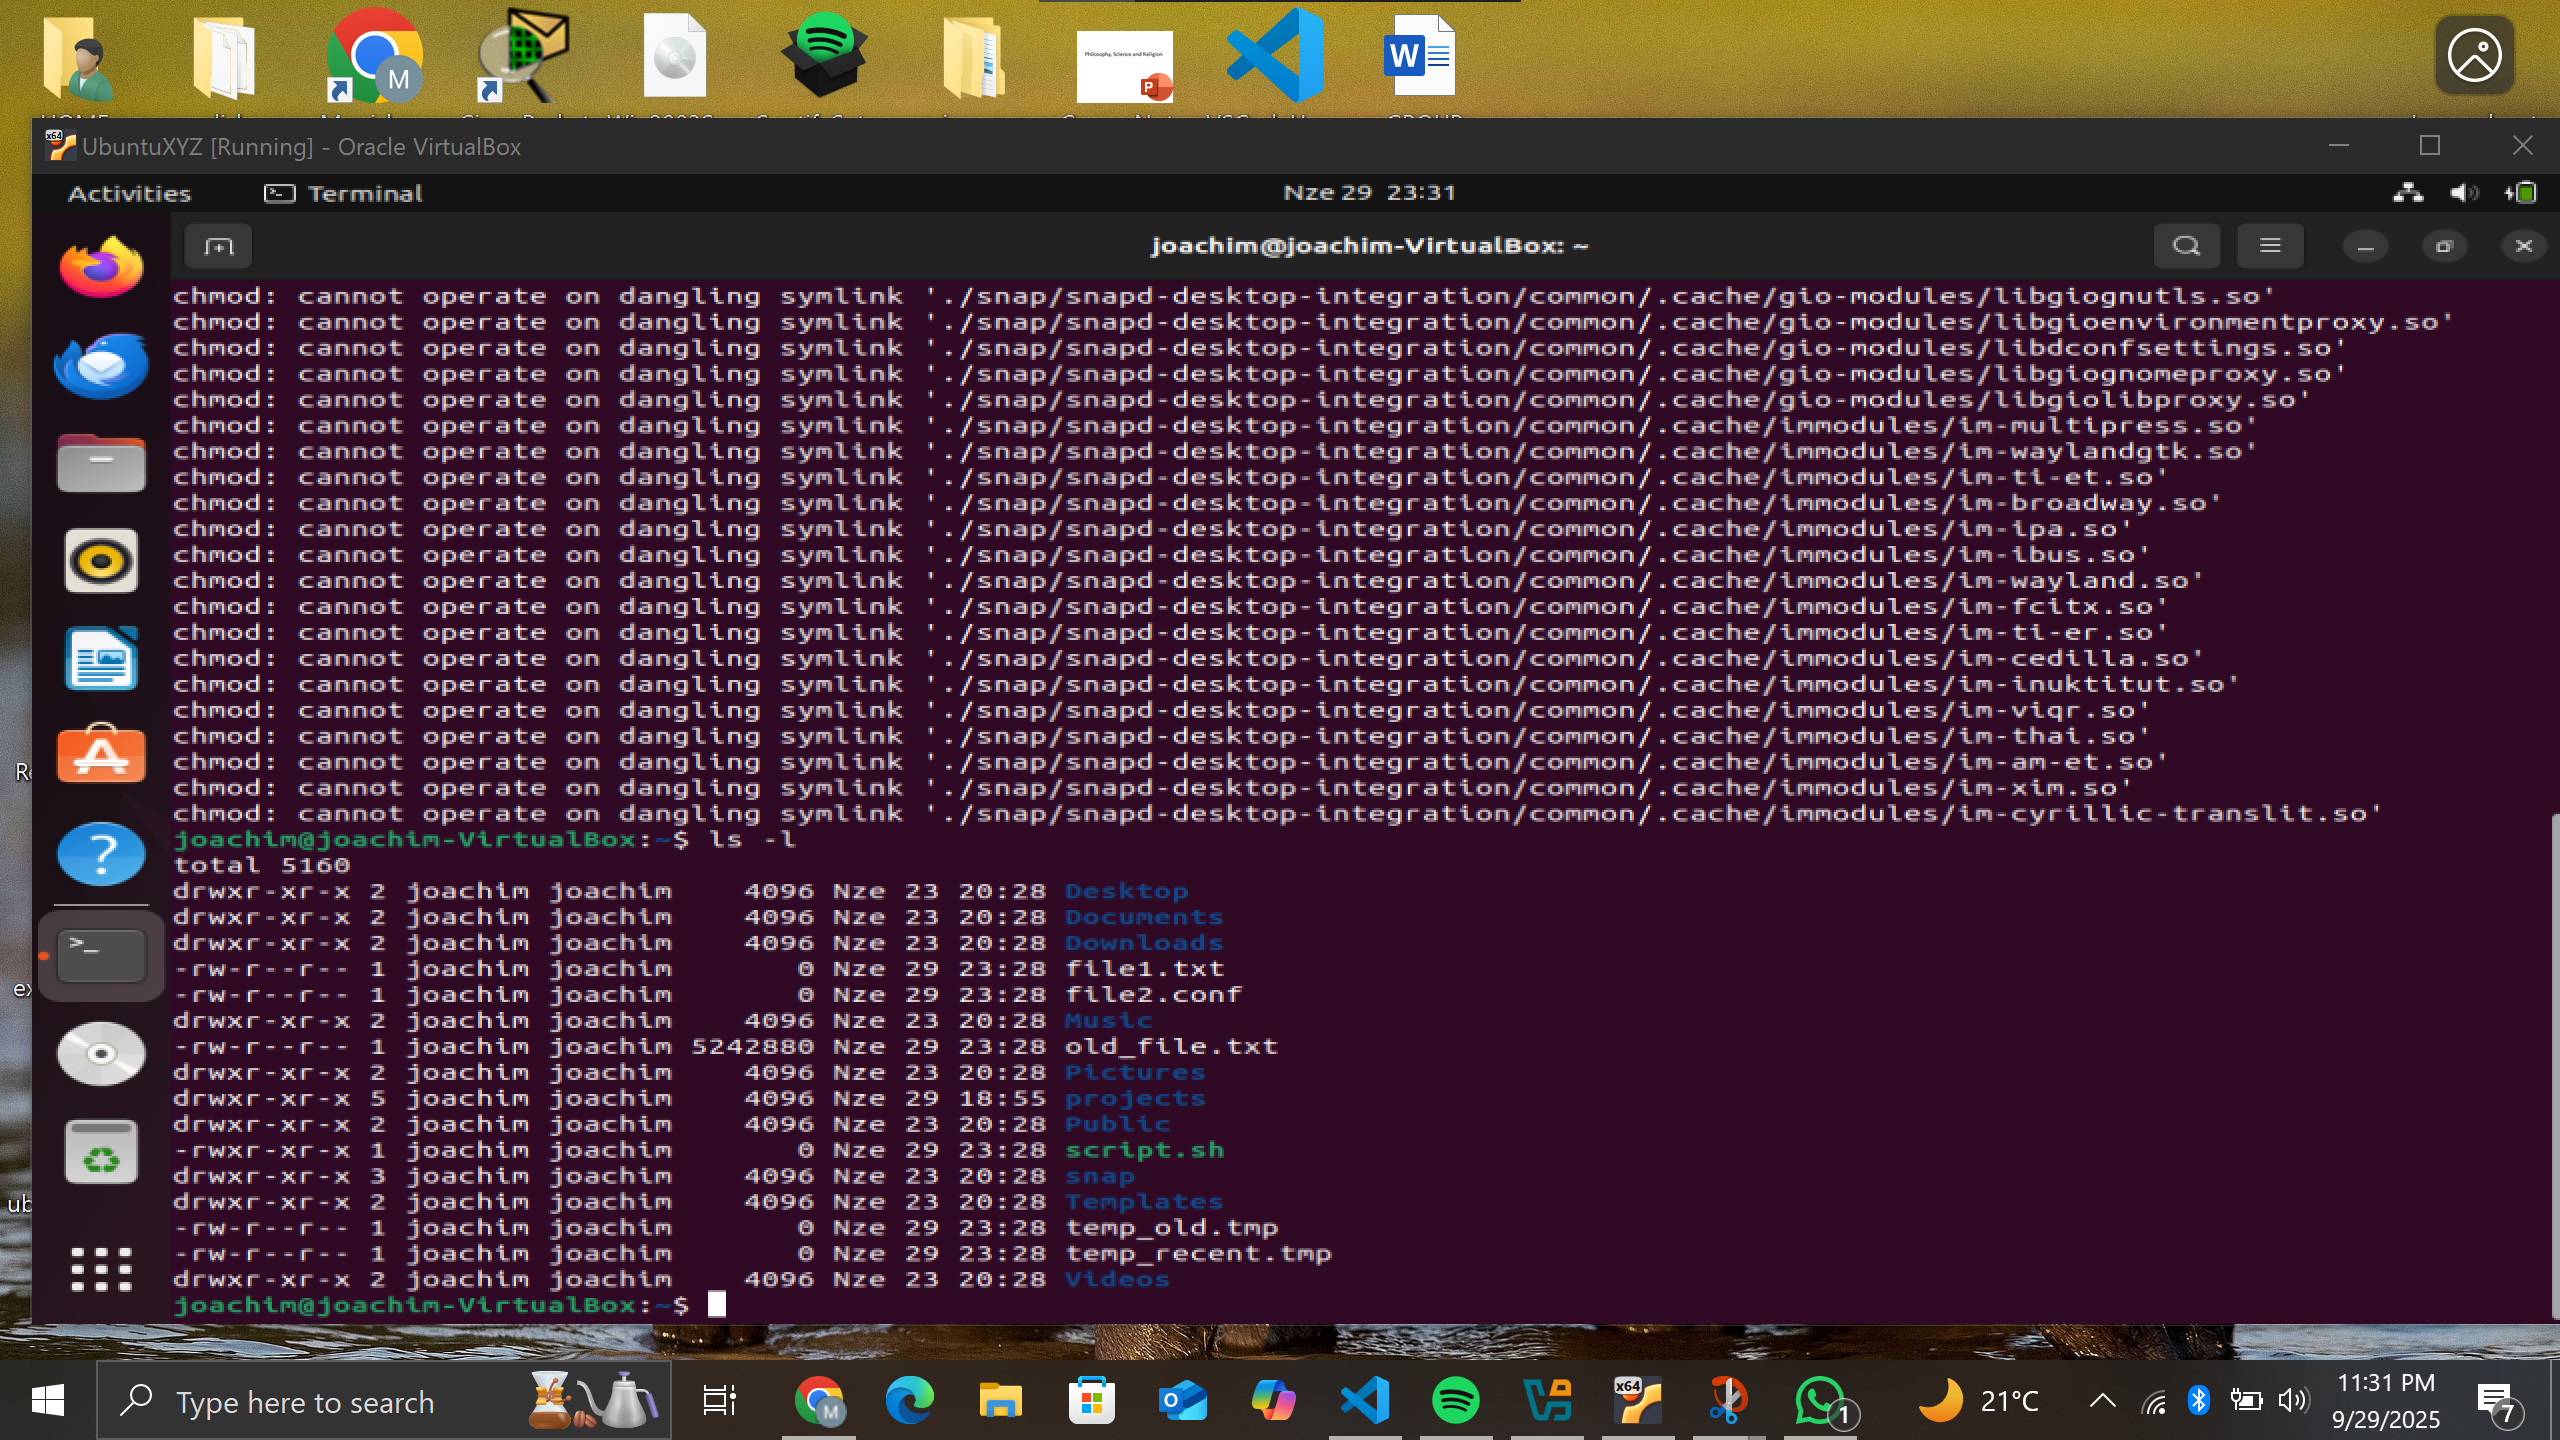 Philosophy, Science and Religion
UbuntuXYZ [Running] - Oracle VirtualBox
Activities
Terminal
Nze 29 23:31
joachim@joachim-VirtualBox: ~
chmod: cannot operate on dangling symlink './snap/snapd-desktop-integration/common/.cache/gio-modules/libgiognutls.so'
chmod: cannot operate on dangling symlink './snap/snapd-desktop-integration/common/.cache/gio-modules/libgioenvironmentproxy.so'
chmod: cannot operate on dangling symlink './snap/snapd-desktop-integration/common/.cache/gio-modules/libdconfsettings.so'
chmod: cannot operate on dangling symlink './snap/snapd-desktop-integration/common/.cache/gio-modules/libgiognomeproxy.so'
chmod: cannot operate on dangling symlink './snap/snapd-desktop-integration/common/.cache/gio-modules/libgiolibproxy.so'
chmod: cannot operate on dangling symlink './snap/snapd-desktop-integration/common/.cache/immodules/im-multipress.so'
chmod: cannot operate on dangling symlink './snap/snapd-desktop-integration/common/.cache/immodules/im-waylandgtk.so'
chmod: cannot operate on dangling symlink './snap/snapd-desktop-integration/common/.cache/immodules/im-ti-et.so'
chmod: cannot operate on dangling symlink './snap/snapd-desktop-integration/common/.cache/immodules/im-broadway.so'
chmod: cannot operate on dangling symlink './snap/snapd-desktop-integration/common/.cache/immodules/im-ipa.so'
chmod: cannot operate on dangling symlink './snap/snapd-desktop-integration/common/.cache/immodules/im-ibus.so'
chmod: cannot operate on dangling symlink './snap/snapd-desktop-integration/common/.cache/immodules/im-wayland.so'
chmod: cannot operate on dangling symlink './snap/snapd-desktop-integration/common/.cache/immodules/im-fcitx.so'
chmod: cannot operate on dangling symlink './snap/snapd-desktop-integration/common/.cache/immodules/im-ti-er.so'
chmod: cannot operate on dangling symlink './snap/snapd-desktop-integration/common/.cache/immodules/im-cedilla.so'
chmod: cannot operate on dangling symlink './snap/snapd-desktop-integration/common/.cache/immodules/im-inuktitut.so'
chmod: cannot operate on dangling symlink './snap/snapd-desktop-integration/common/.cache/immodules/im-viqr.so'
chmod: cannot operate on dangling symlink './snap/snapd-desktop-integration/common/.cache/immodules/im-thai.so'
chmod: cannot operate on dangling symlink './snap/snapd-desktop-integration/common/.cache/immodules/im-am-et.so'
chmod: cannot operate on dangling symlink './snap/snapd-desktop-integration/common/.cache/immodules/im-xim.so'
chmod: cannot operate on dangling symlink './snap/snapd-desktop-integration/common/.cache/immodules/im-cyrillic-translit.so'
joachim@joachim-VirtualBox:~$ ls -l
total 5160
drwxr-xr-x 2 joachim joachim    4096 Nze 23 20:28 Desktop
drwxr-xr-x 2 joachim joachim    4096 Nze 23 20:28 Documents
drwxr-xr-x 2 joachim joachim    4096 Nze 23 20:28 Downloads
-rw-r--r-- 1 joachim joachim       0 Nze 29 23:28 file1.txt
-rw-r--r-- 1 joachim joachim       0 Nze 29 23:28 file2.conf
drwxr-xr-x 2 joachim joachim    4096 Nze 23 20:28 Music
-rw-r--r-- 1 joachim joachim 5242880 Nze 29 23:28 old_file.txt
drwxr-xr-x 2 joachim joachim    4096 Nze 23 20:28 Pictures
drwxr-xr-x 5 joachim joachim    4096 Nze 29 18:55 projects
drwxr-xr-x 2 joachim joachim    4096 Nze 23 20:28 Public
-rwxr-xr-x 1 joachim joachim       0 Nze 29 23:28 script.sh
drwxr-xr-x 3 joachim joachim    4096 Nze 23 20:28 snap
drwxr-xr-x 2 joachim joachim    4096 Nze 23 20:28 Templates
-rw-r--r-- 1 joachim joachim       0 Nze 29 23:28 temp_old.tmp
-rw-r--r-- 1 joachim joachim       0 Nze 29 23:28 temp_recent.tmp
drwxr-xr-x 2 joachim joachim    4096 Nze 23 20:28 Videos
joachim@joachim-VirtualBox:~$
Type here to search
21°C
11:31 PM
9/29/2025